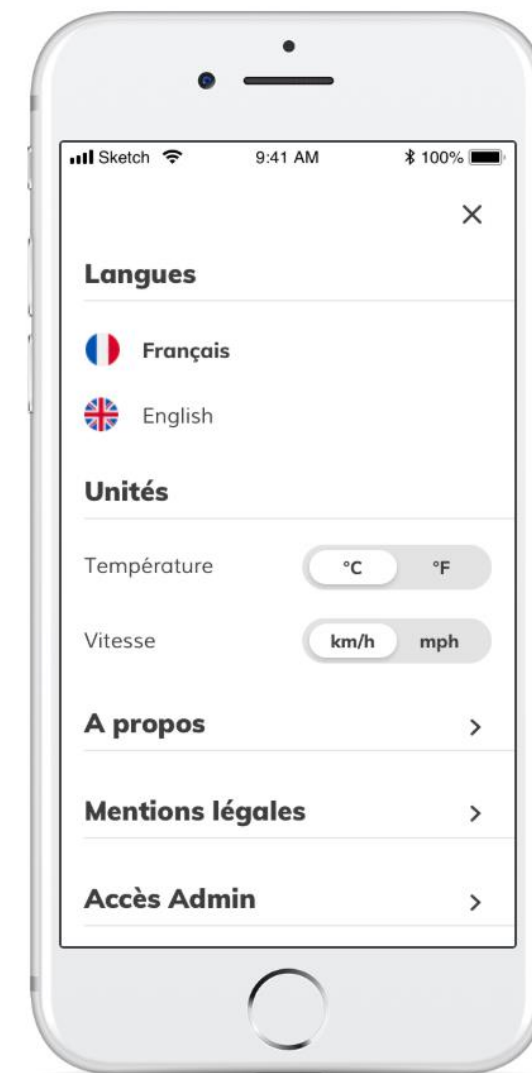 Sketch 9:41 AM 100%
Langues
Français
English
Unités
Température °C °F
Vitesse km/h mph
A propos
Mentions légales
Accès Admin